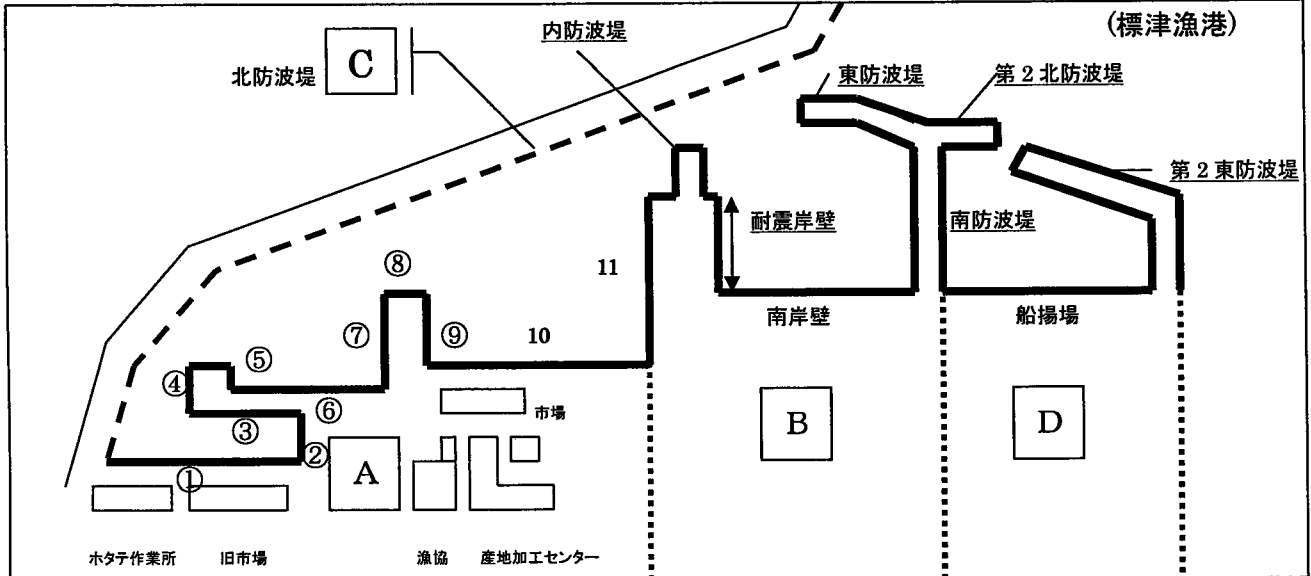 (標津漁港)
内防波堤
北防波堤
C
東防波堤
第2北防波堤
第2東防波堤
耐震岸壁
南防波堤
11
⑧
南岸壁
船揚場
⑦
⑨
10
⑤
④
⑥
市場
③
B
D
②
A
①
ホタテ作業所
旧市場
漁協
産地加工センター